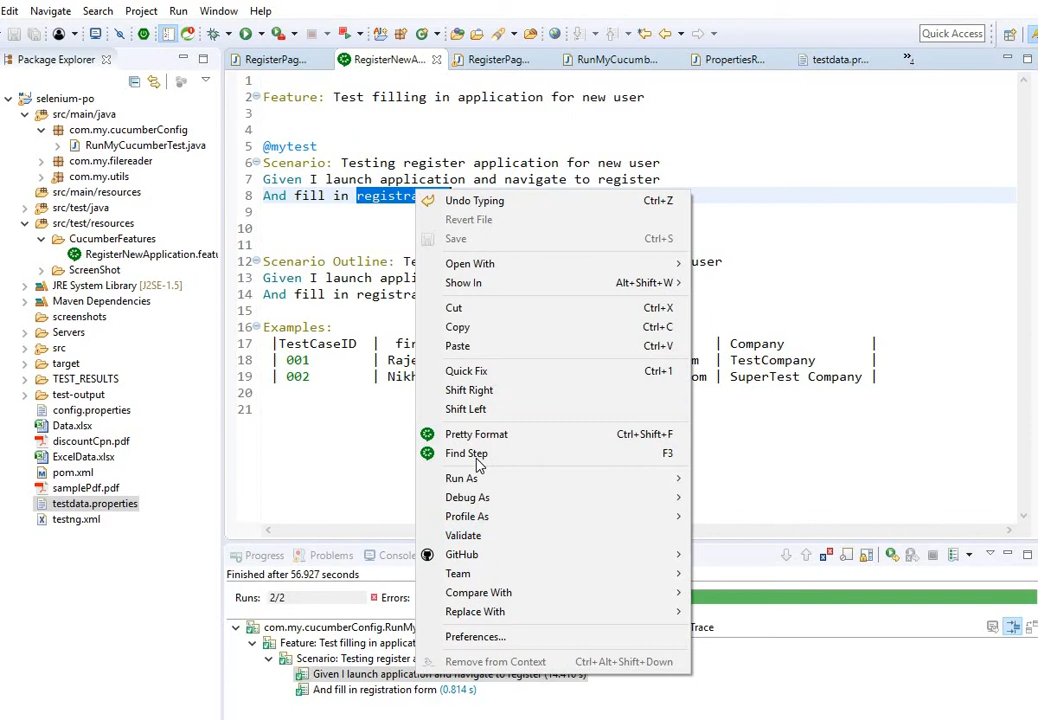 Edit Navigate Search Project Run Window Help
Quick Access
Package Explorer
RegisterPag...
RegisterNewA...
RegisterPag...
RunMyCucumb...
PropertiesR...
testdata.pr...
selenium-po
src/main/java
com.my.cucumberConfig
RunMyCucumberTest.java
com.my.filereader
com.my.utils
src/main/resources
src/test/java
src/test/resources
CucumberFeatures
RegisterNewApplication.featu
ScreenShot
JRE System Library [J2SE-1.5]
Maven Dependencies
screenshots
Servers
src
target
TEST_RESULTS
test-output
config.properties
Data.xlsx
discountCpn.pdf
ExcelData.xlsx
pom.xml
samplePdf.pdf
testdata.properties
testng.xml
1
2 Feature: Test filling in application for new user
3
4
5 @mytest
6 Scenario: Testing register application for new user
7 Given I launch application and navigate to register
8 And fill in registra
10
11
12 Scenario Outline: Te user
13 Given I launch appli
14 And fill in registra
16 Examples:
17 |TestCaseID | fir | Company |
18 | 001 | Raje m | TestCompany |
19 | 002 | Nikh om | SuperTest Company |
20
21
Undo Typing Ctrl+Z
Revert File
Save Ctrl+S
Open With
Show In Alt+Shift+W
Cut Ctrl+X
Copy Ctrl+C
Paste Ctrl+V
Quick Fix Ctrl+1
Shift Right
Shift Left
Pretty Format Ctrl+Shift+F
Find Step F3
Run As
Debug As
Profile As
Validate
GitHub
Team
Compare With
Replace With
Preferences...
Remove from Context Ctrl+Alt+Shift+Down
Progress Problems Console
Finished after 56.927 seconds
Runs: 2/2 Errors:
com.my.cucumberConfig.RunMy
Trace
Feature: Test filling in applicat
Scenario: Testing register a
Given I launch application and navigate to register (14.410 s)
And fill in registration form (0.814 s)